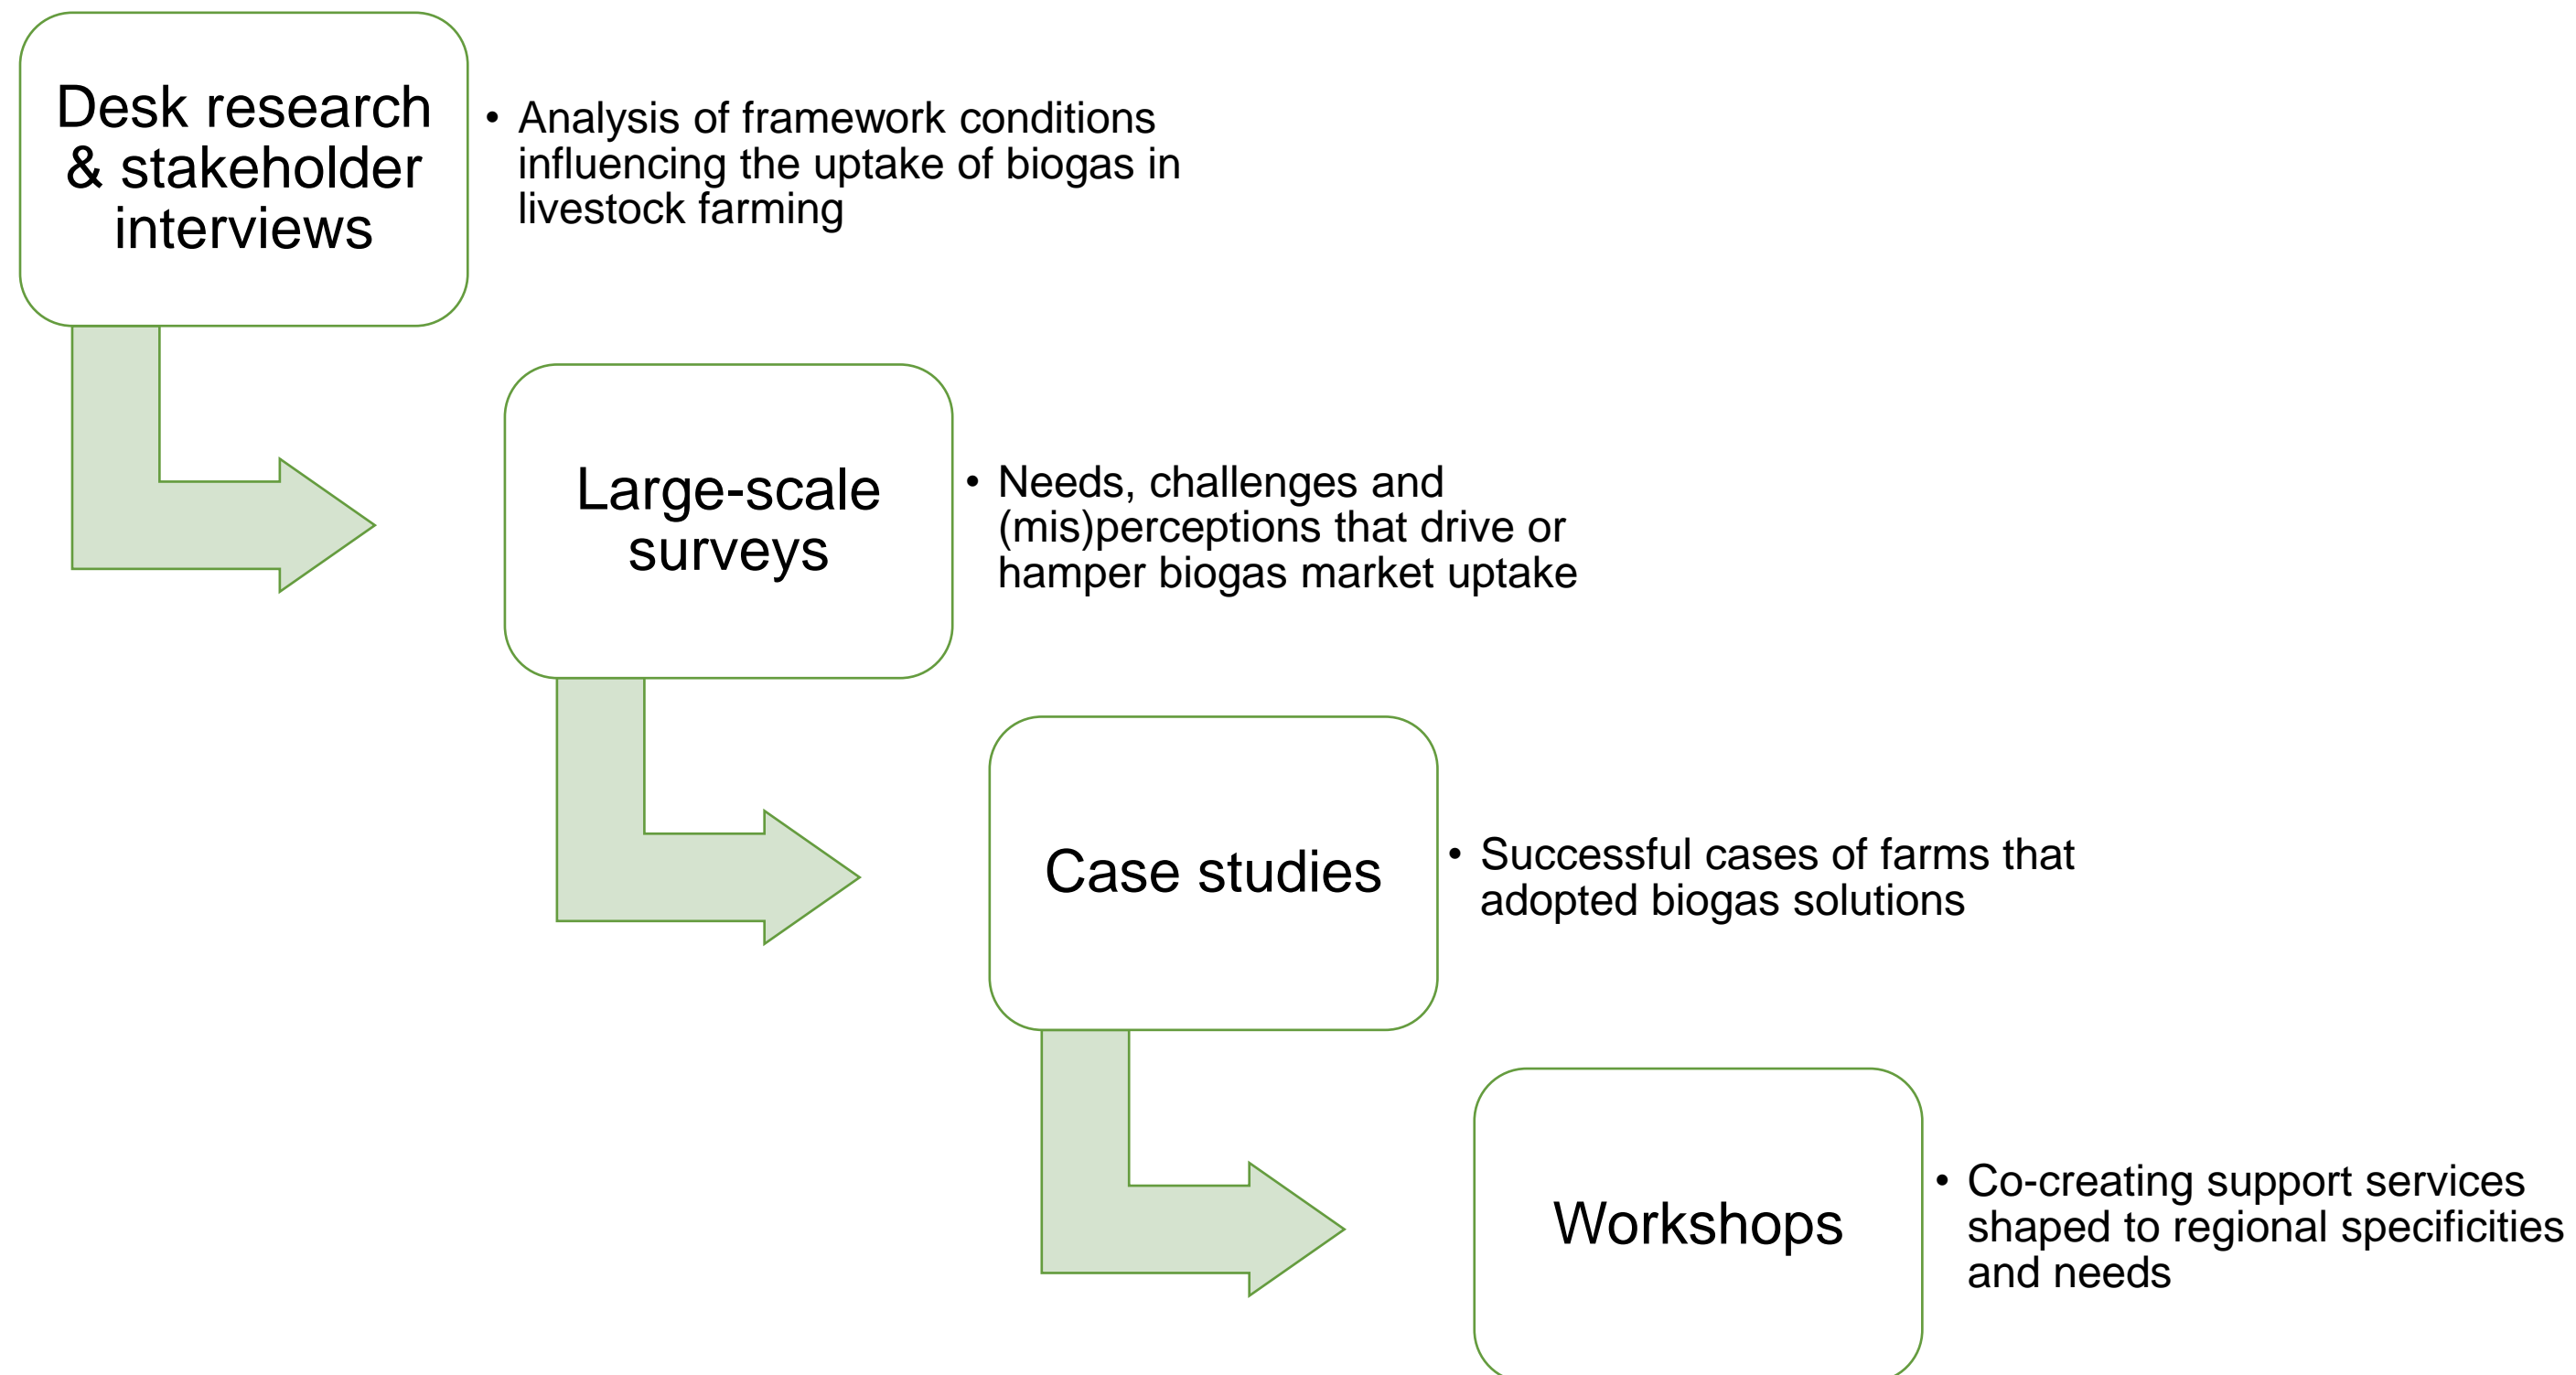 Desk research
& stakeholder
interviews
• Analysis of framework conditions
influencing the uptake of biogas in
livestock farming
Large-scale
surveys
• Needs, challenges and
(mis)perceptions that drive or
hamper biogas market uptake
Case studies
• Successful cases of farms that
adopted biogas solutions
Workshops
• Co-creating support services
shaped to regional specificities
and needs